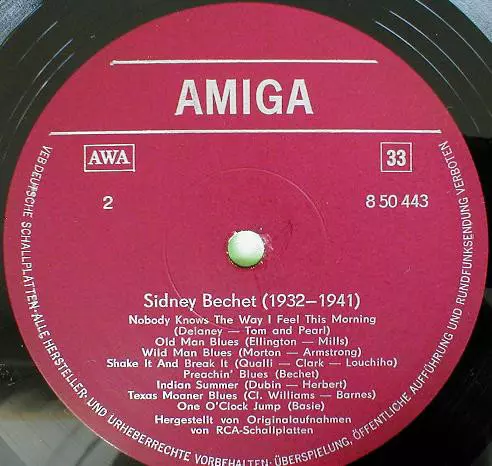 AMIGA
AWA
33
2
8 50 443
Sidney Bechet (1932–1941)
Nobody Knows The Way I Feel This Morning
(Delaney — Tom and Pearl)
Old Man Blues (Ellington — Mills)
Wild Man Blues (Morton — Armstrong)
Shake It And Break It (Qualli — Clark — Louchiha)
Preachin' Blues (Bechet)
Indian Summer (Dubin — Herbert)
Texas Moaner Blues (Cl. Williams — Barnes)
One O'Clock Jump (Basie)
Hergestellt von Originalaufnahmen
von RCA-Schallplatten
VEB DEUTSCHE SCHALLPLATTEN·ALLE HERSTELLER- UND URHEBERRECHTE VORBEHALTEN·ÜBERSPIELUNG, ÖFFENTLICHE AUFFÜHRUNG UND RUNDFUNKSENDUNG VERBOTEN